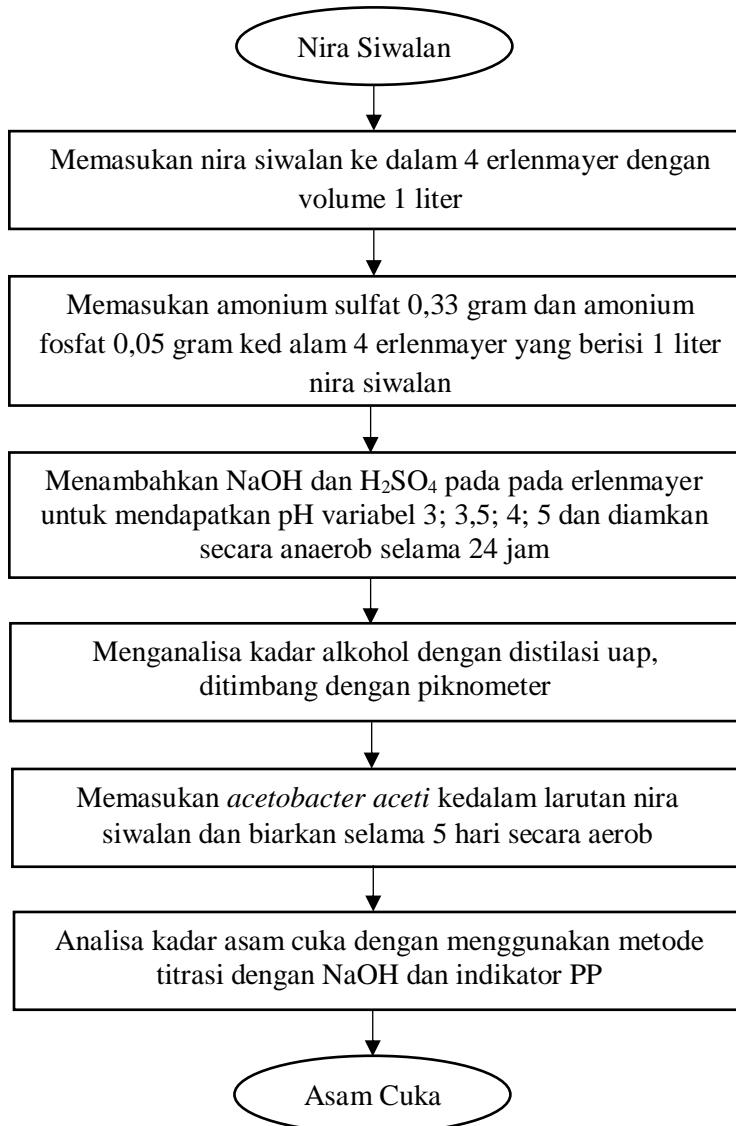 Nira Siwalan
Memasukan nira siwalan ke dalam 4 erlenmayer dengan
volume 1 liter
Memasukan amonium sulfat 0,33 gram dan amonium
fosfat 0,05 gram ked alam 4 erlenmayer yang berisi 1 liter
nira siwalan
Menambahkan NaOH dan H₂SO₄ pada pada erlenmayer
untuk mendapatkan pH variabel 3; 3,5; 4; 5 dan diamkan
secara anaerob selama 24 jam
Menganalisa kadar alkohol dengan distilasi uap,
ditimbang dengan piknometer
Memasukan acetobacter aceti kedalam larutan nira
siwalan dan biarkan selama 5 hari secara aerob
Analisa kadar asam cuka dengan menggunakan metode
titrasi dengan NaOH dan indikator PP
Asam Cuka